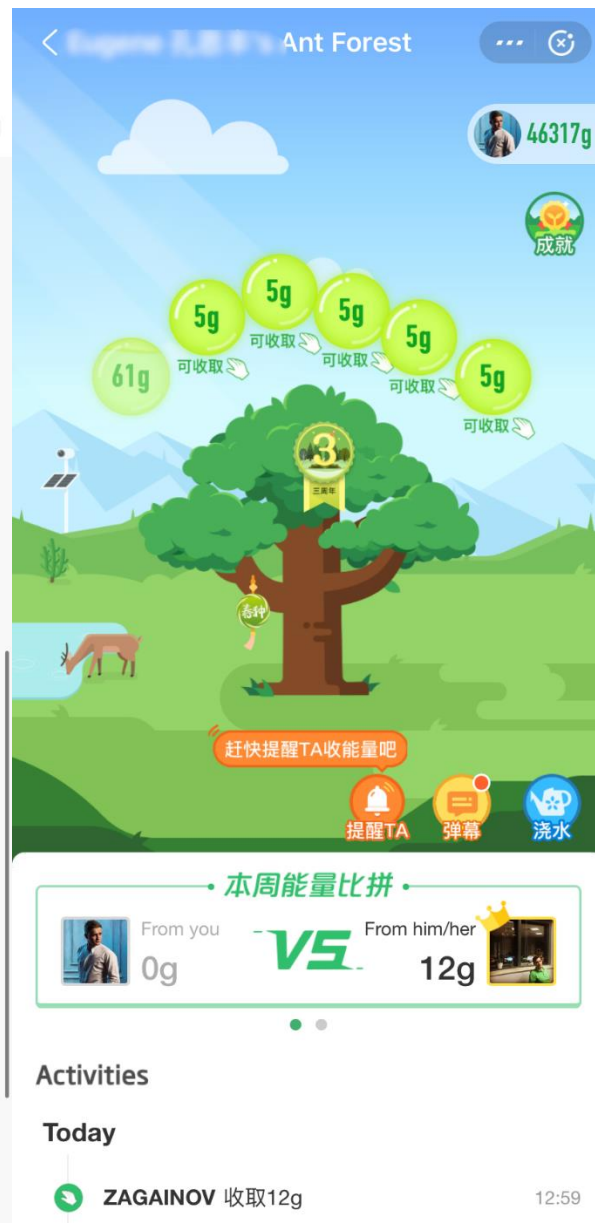 Ant Forest
46317g
成就
5g
5g
5g
5g
5g
61g
可收取
可收取
可收取
可收取
可收取
3
三周年
春种
赶快提醒TA收能量吧
提醒TA
弹幕
浇水
本周能量比拼
From you
0g
VS
From him/her
12g
Activities
Today
ZAGAINOV 收取12g
12:59